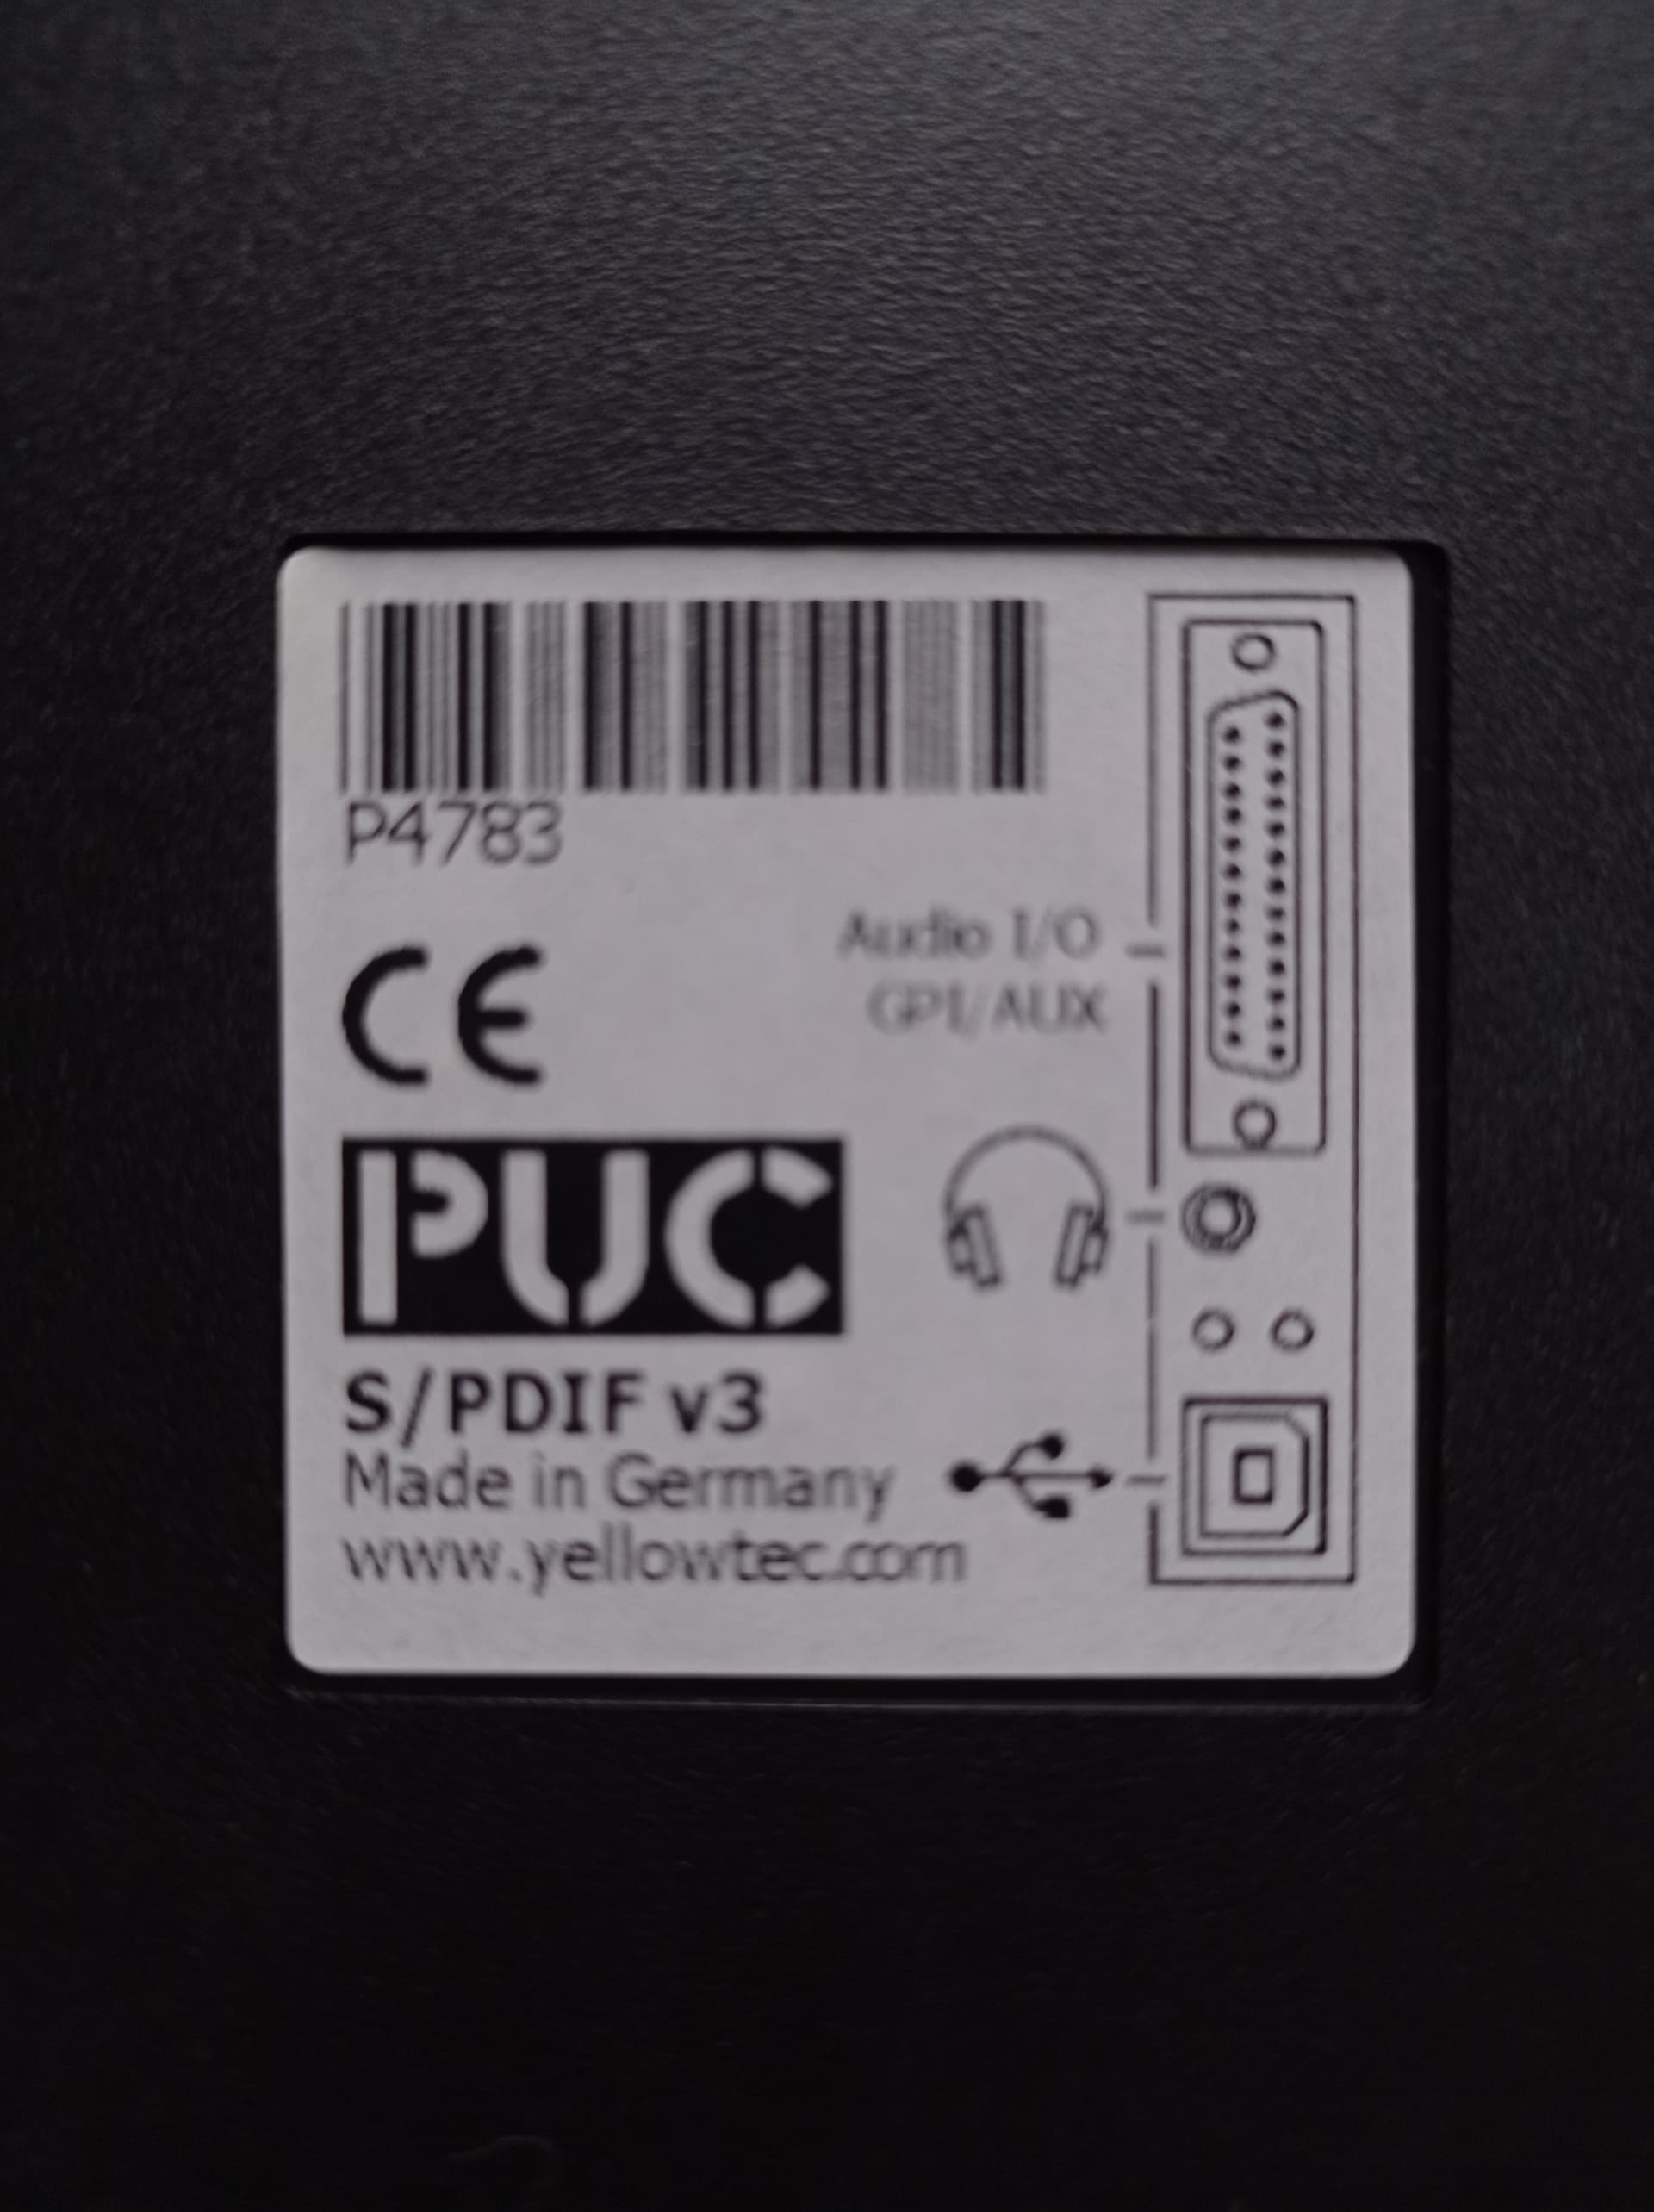 P4783
Audio I/O
GPI/AUX
CE
PUC
S/PDIF v3
Made in Germany
www.yellowtec.com